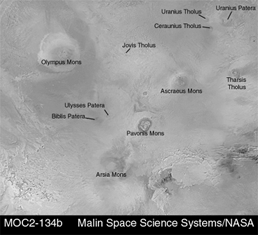 Uranius Patera
Uranius Tholus
Ceraunius Tholus
Jovis Tholus
Olympus Mons
Ascraeus Mons
Tharsis
Tholus
Ulysses Patera
Biblis Patera
Pavonis Mons
Arsia Mons
MOC2-134b Malin Space Science Systems/NASA